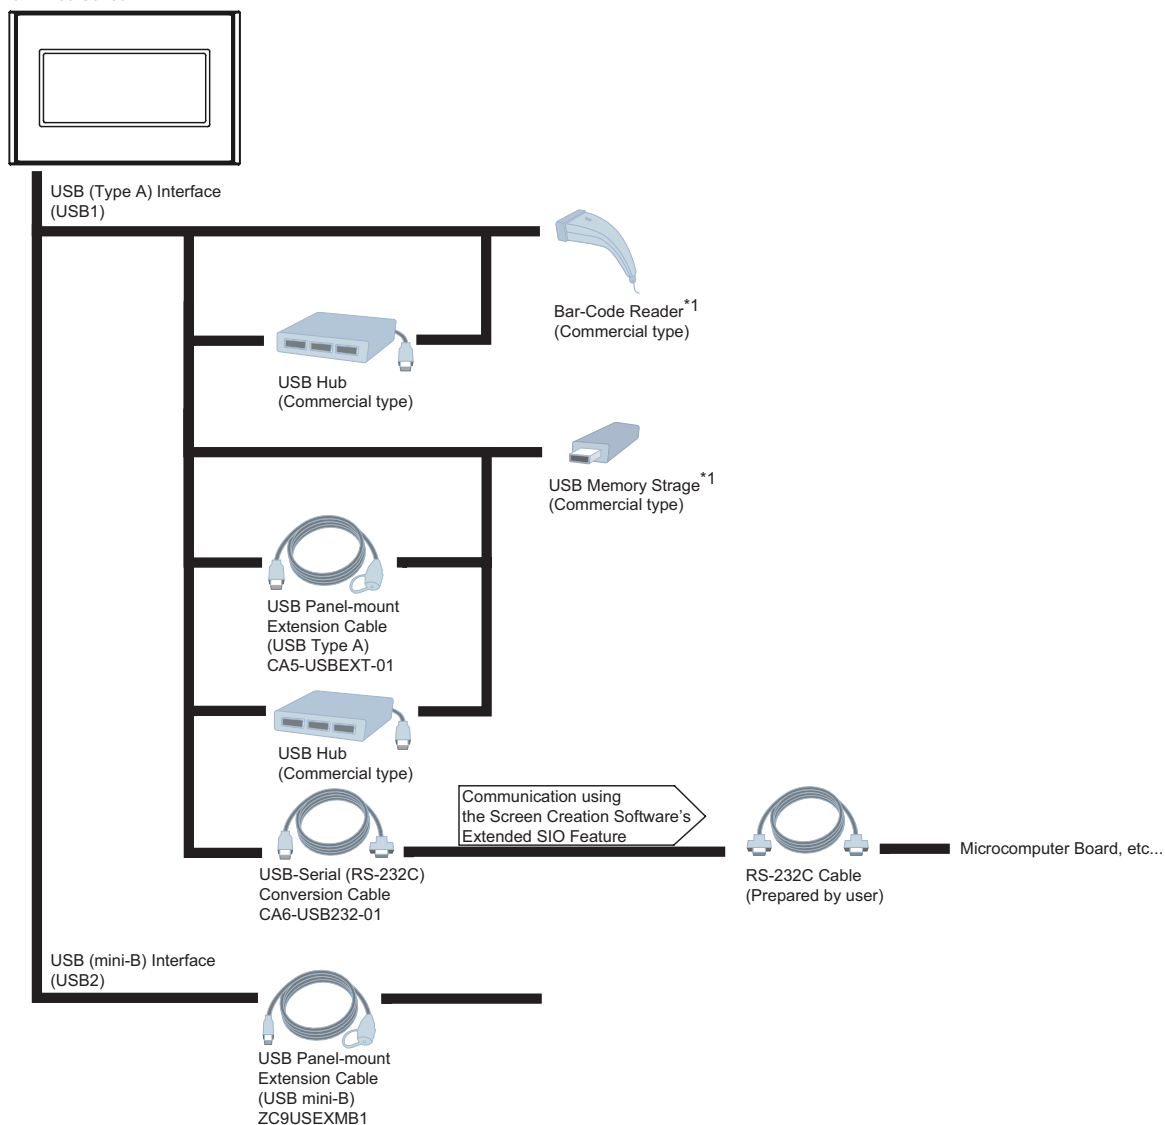 USB (Type A) Interface
(USB1)
Bar-Code Reader*1
(Commercial type)
USB Hub
(Commercial type)
USB Memory Strage*1
(Commercial type)
USB Panel-mount
Extension Cable
(USB Type A)
CA5-USBEXT-01
USB Hub
(Commercial type)
Communication using
the Screen Creation Software's
Extended SIO Feature
Microcomputer Board, etc...
USB-Serial (RS-232C)
Conversion Cable
CA6-USB232-01
RS-232C Cable
(Prepared by user)
USB (mini-B) Interface
(USB2)
USB Panel-mount
Extension Cable
(USB mini-B)
ZC9USEXMB1